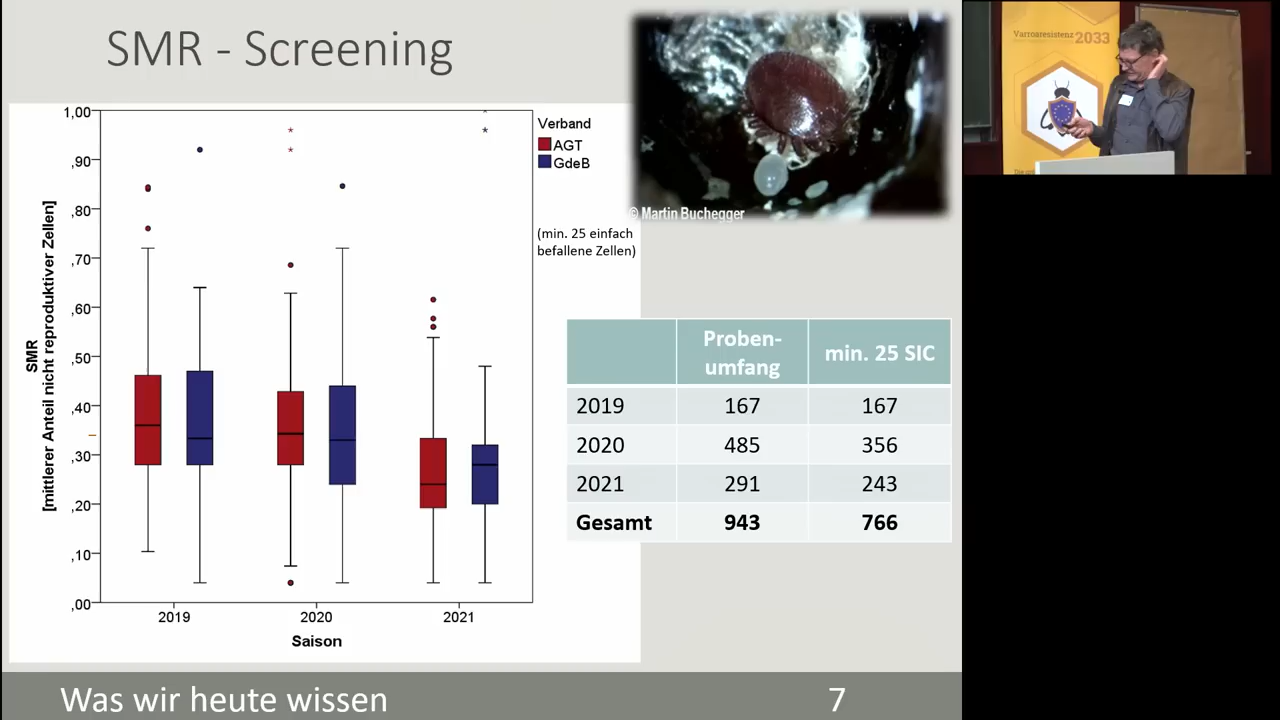 SMR - Screening
1,00
,90
,80
,70
,60
,50
,40
,30
,20
,10
,00
SMR
[mittlerer Anteil nicht reproduktiver Zellen]
2019
2020
2021
Saison
Verband
AGT
GdeB
(min. 25 einfach
befallene Zellen)
© Martin Buchegger
Proben-
umfang
min. 25 SIC
2019 167 167
2020 485 356
2021 291 243
Gesamt 943 766
Was wir heute wissen
7
Varroaresistenz
2033